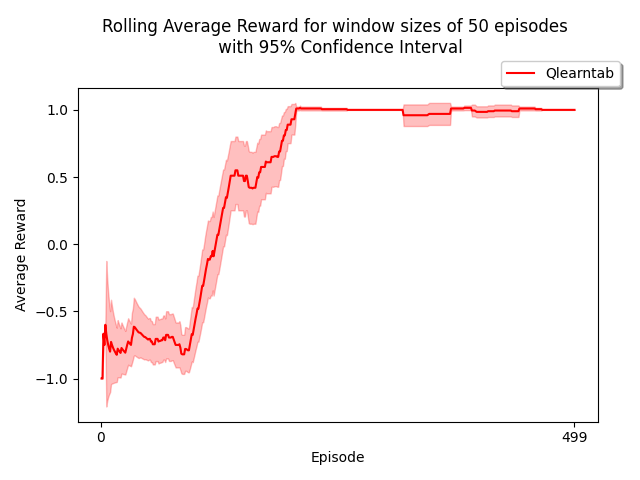 Rolling Average Reward for window sizes of 50 episodes
with 95% Confidence Interval
Qlearntab
1.0
0.5
0.0
−0.5
−1.0
Average Reward
0
499
Episode